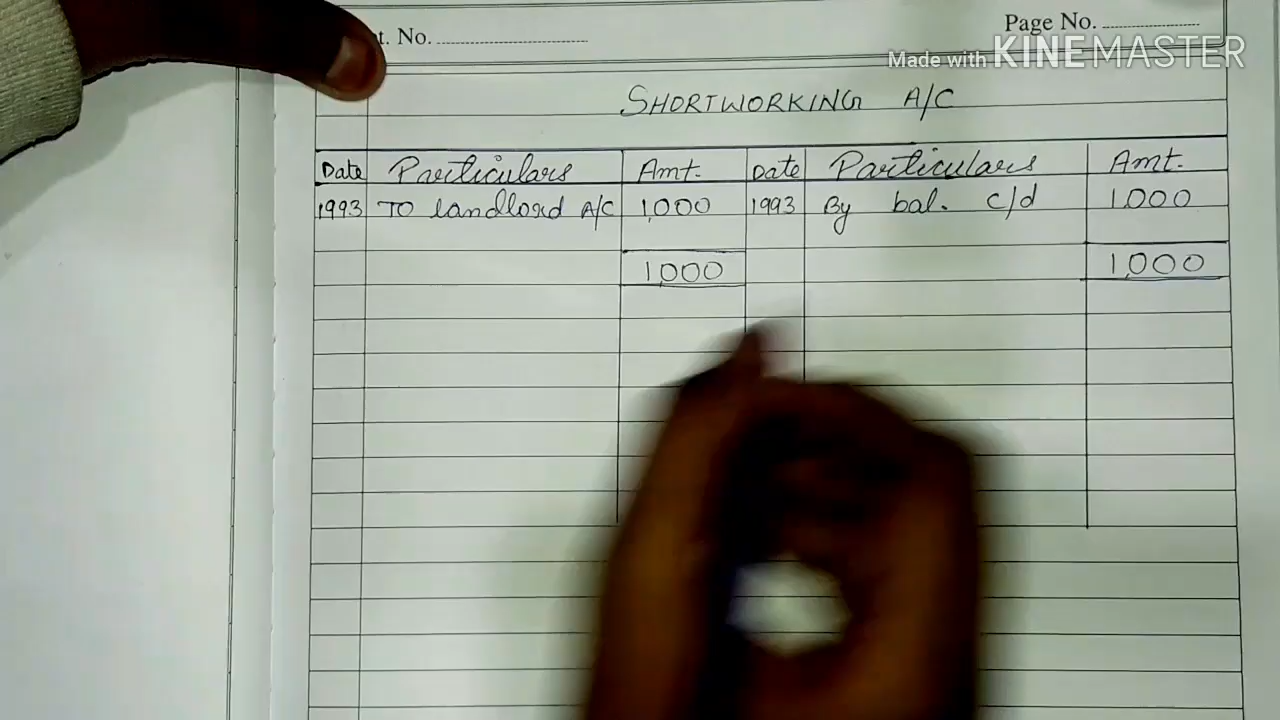 t. No.
Page No.
Made with KINEMASTER
SHORTWORKING A/C
Date Particulars Amt. Date Particulars Amt.
1993 To landlord A/C 1,000 1993 By bal. c/d 1,000
1,000 1,000